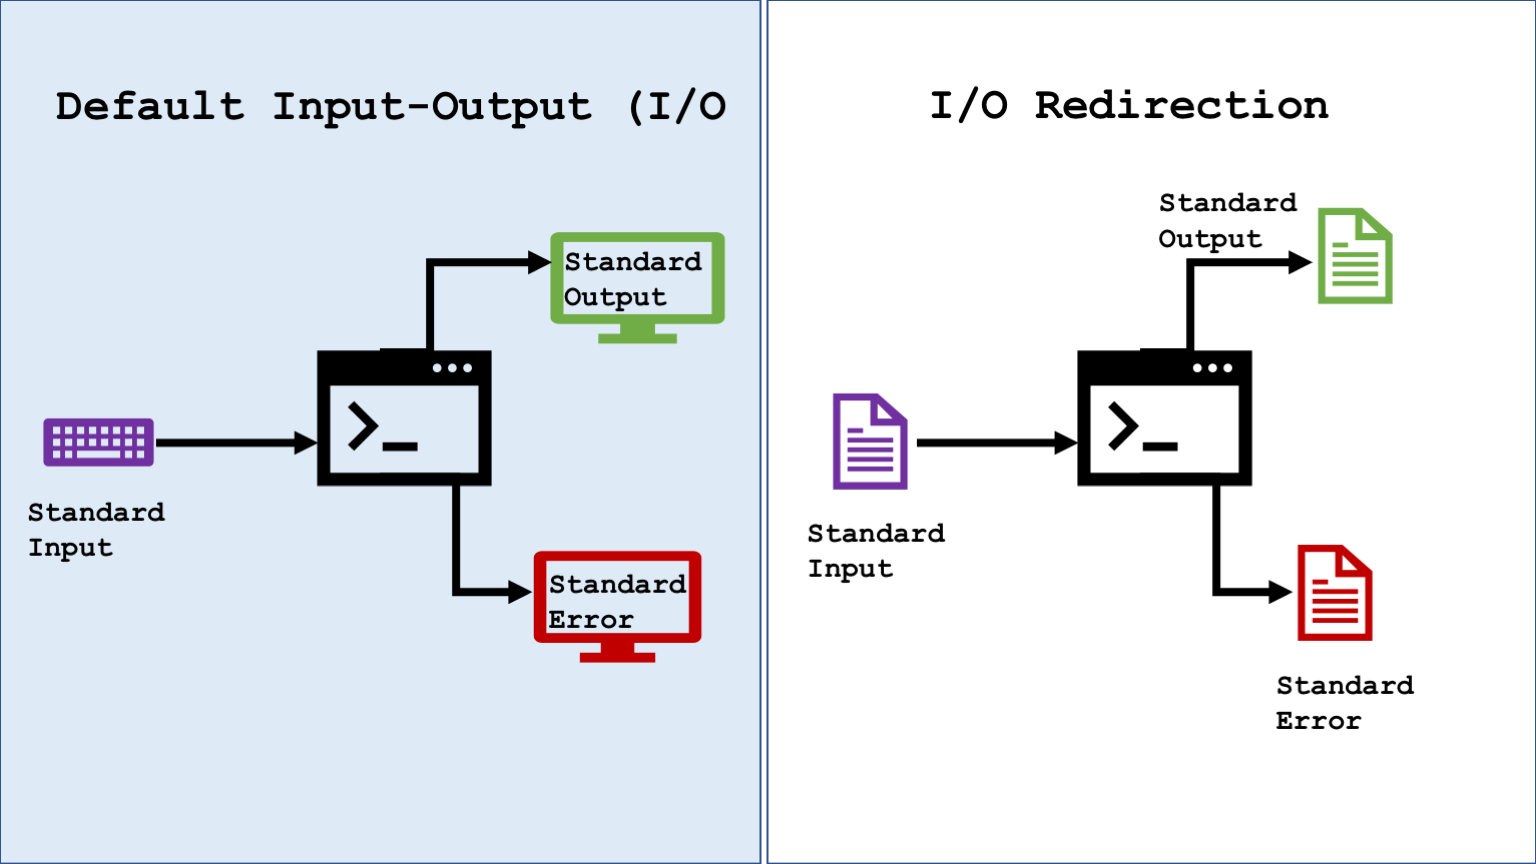 Default Input-Output (I/O
Standard
Output
>_
Standard
Input
Standard
Error
I/O Redirection
Standard
Output
>_
Standard
Input
Standard
Error